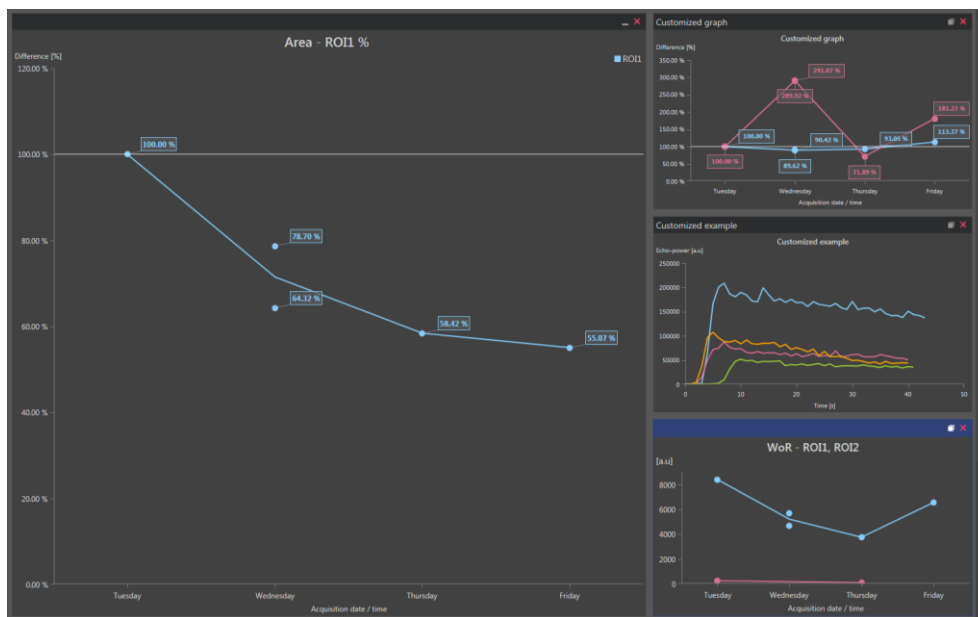 Area - ROI1 %
Difference [%]
ROI1
120.00 %
100.00 %
80.00 %
60.00 %
40.00 %
20.00 %
0.00 %
100.00 %
78.70 %
64.32 %
58.42 %
55.07 %
Tuesday
Wednesday
Thursday
Friday
Acquisition date / time
Customized graph
Customized graph
Difference [%]
350.00 %
300.00 %
250.00 %
200.00 %
150.00 %
100.00 %
50.00 %
0.00 %
289.92 %
181.23 %
100.00 %
90.42 %
93.05 %
113.37 %
100.00 %
89.62 %
71.89 %
Tuesday
Wednesday
Thursday
Friday
Acquisition date / time
Customized example
Customized example
Echo-power [a.u]
250000
200000
150000
100000
50000
0
0
10
20
30
40
50
Time [s]
WoR - ROI1, ROI2
[a.u]
8000
6000
4000
2000
0
Tuesday
Wednesday
Thursday
Friday
Acquisition date / time